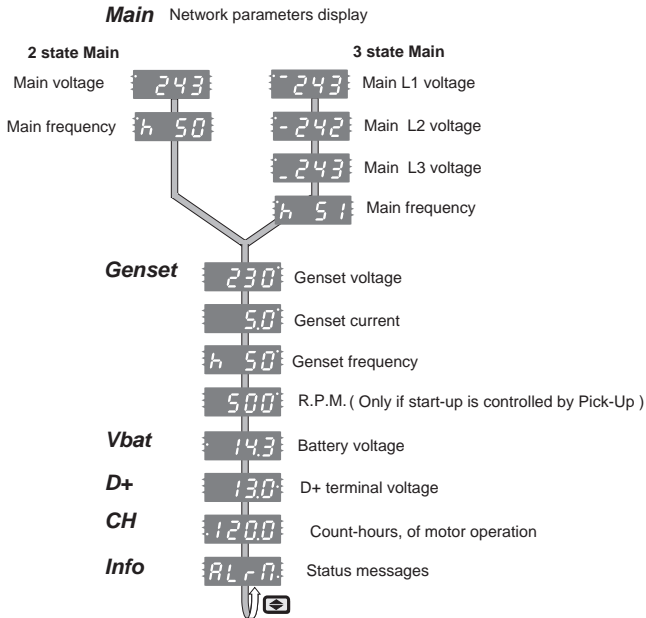 Main Network parameters display
2 state Main
3 state Main
Main voltage 243
243 Main L1 voltage
Main frequency h 50
-242 Main L2 voltage
_243 Main L3 voltage
h 51 Main frequency
Genset 230 Genset voltage
5.0 Genset current
h 50 Genset frequency
500 R.P.M. ( Only if start-up is controlled by Pick-Up )
Vbat 14.3 Battery voltage
D+ 13.0 D+ terminal voltage
CH 120.0 Count-hours, of motor operation
Info ALrM Status messages